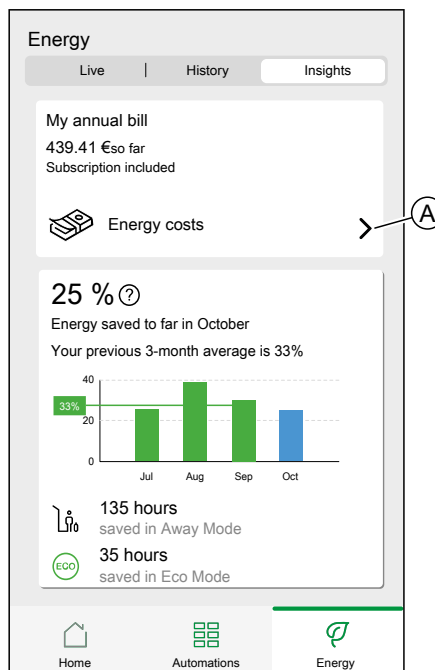 Energy
Live | History Insights
My annual bill
439.41 €so far
Subscription included
Energy costs
A
25 % ?
Energy saved to far in October
Your previous 3-month average is 33%
40
33%
20
0
Jul Aug Sep Oct
135 hours
saved in Away Mode
ECO
35 hours
saved in Eco Mode
Home Automations Energy